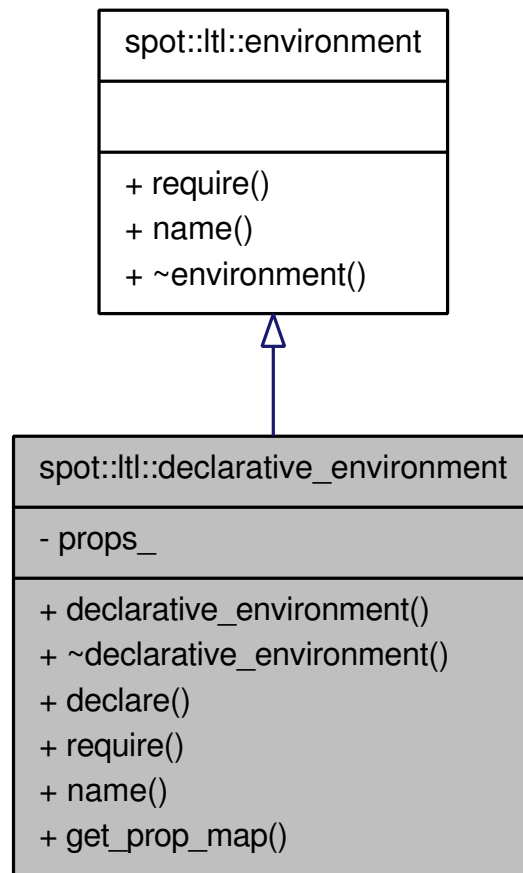 spot::ltl::environment
+ require()
+ name()
+ ~environment()
spot::ltl::declarative_environment
- props_
+ declarative_environment()
+ ~declarative_environment()
+ declare()
+ require()
+ name()
+ get_prop_map()